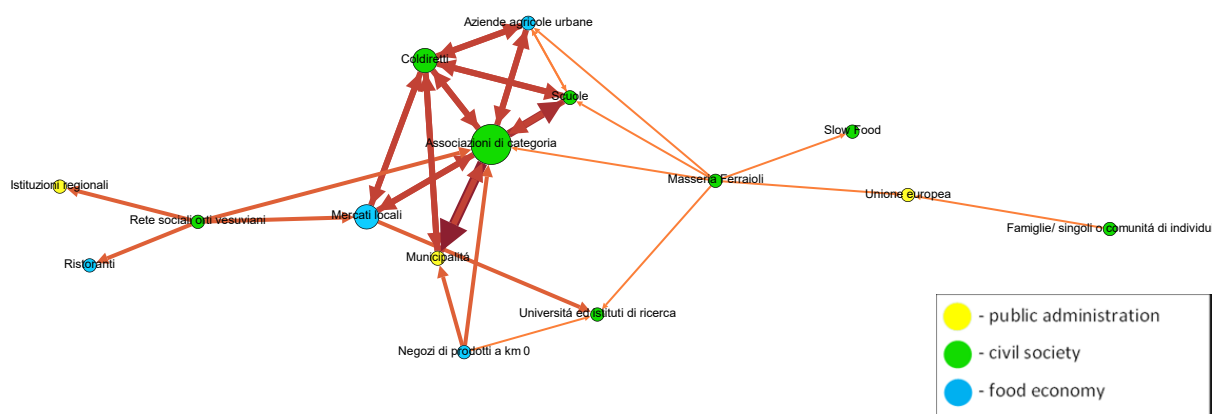 Aziende agricole urbane
Coldiretti
Scuole
Slow Food
Associazioni di categoria
Masseria Ferraioli
Istituzioni regionali
Unione europea
Rete sociali orti vesuviani
Mercati locali
Famiglie/ singoli o comunitá di individu
Municipalitá
Ristoranti
Universitá ed istituti di ricerca
Negozi di prodotti a km 0
- public administration
- civil society
- food economy